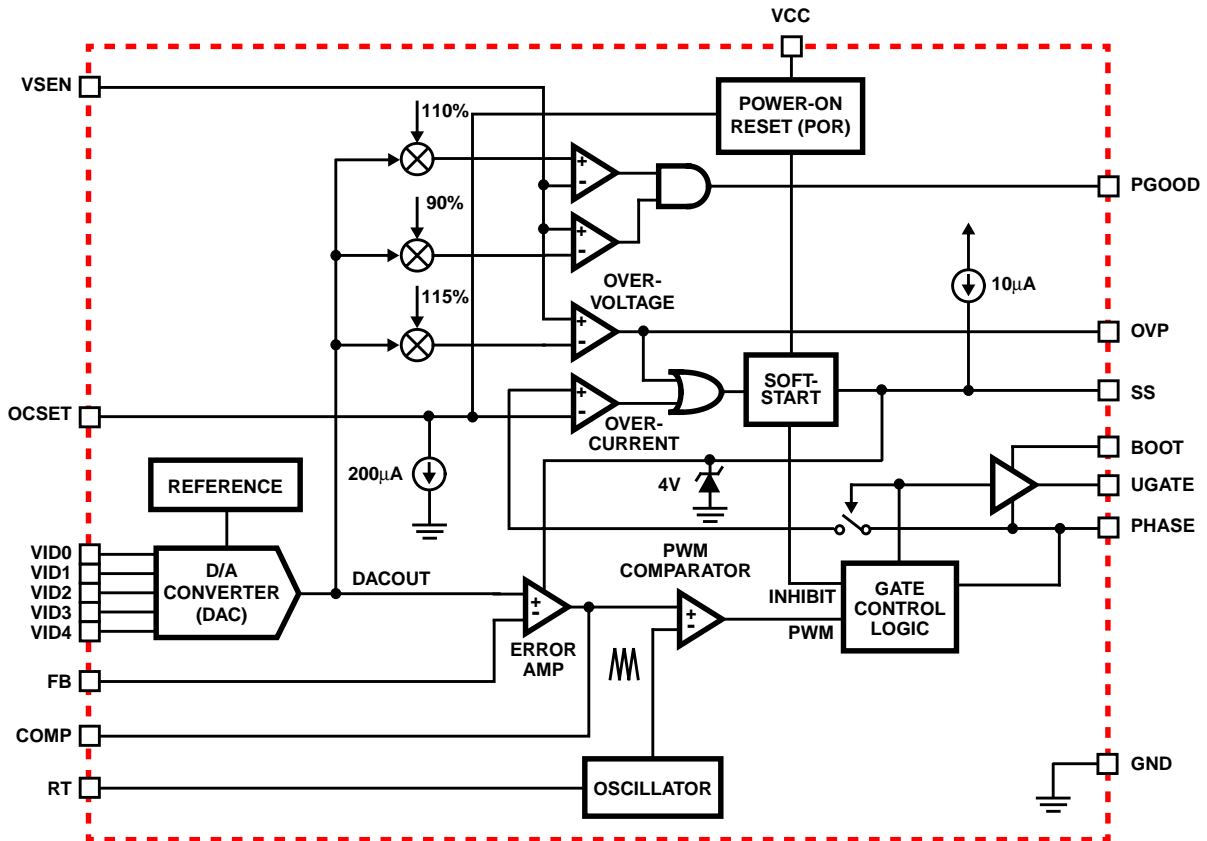 VCC
VSEN
POWER-ON
RESET (POR)
110%
+
-
PGOOD
90%
+
-
10µA
OVER-
VOLTAGE
115%
+
-
OVP
SOFT-
START
SS
+
-
OCSET
OVER-
CURRENT
BOOT
200µA
4V
UGATE
REFERENCE
PHASE
VID0
VID1
VID2
VID3
VID4
D/A
CONVERTER
(DAC)
DACOUT
PWM
COMPARATOR
+
-
+
-
INHIBIT
PWM
GATE
CONTROL
LOGIC
ERROR
AMP
FB
COMP
GND
RT
OSCILLATOR